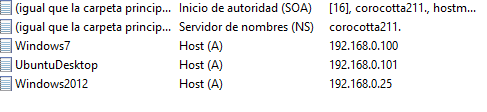 (igual que la carpeta princip... Inicio de autoridad (SOA) [16], corocotta211., hostm...
(igual que la carpeta princip... Servidor de nombres (NS) corocotta211.
Windows7 Host (A) 192.168.0.100
UbuntuDesktop Host (A) 192.168.0.101
Windows2012 Host (A) 192.168.0.25